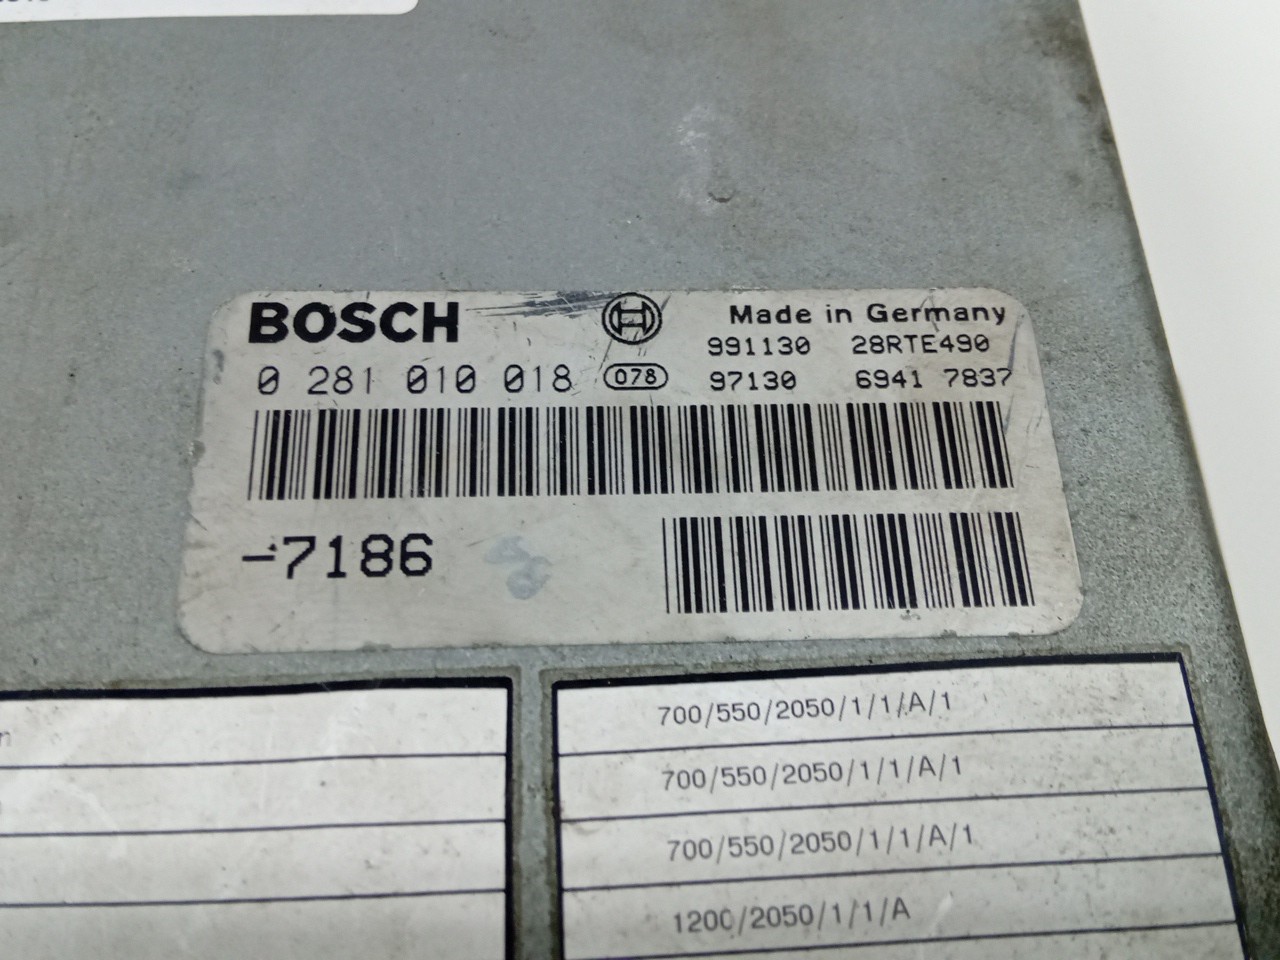 BOSCH
Made in Germany
991130 28RTE490
0 281 010 018 078 97130 6941 7837
-7186
700/550/2050/1/1/A/1
700/550/2050/1/1/A/1
700/550/2050/1/1/A/1
1200/2050/1/1/A